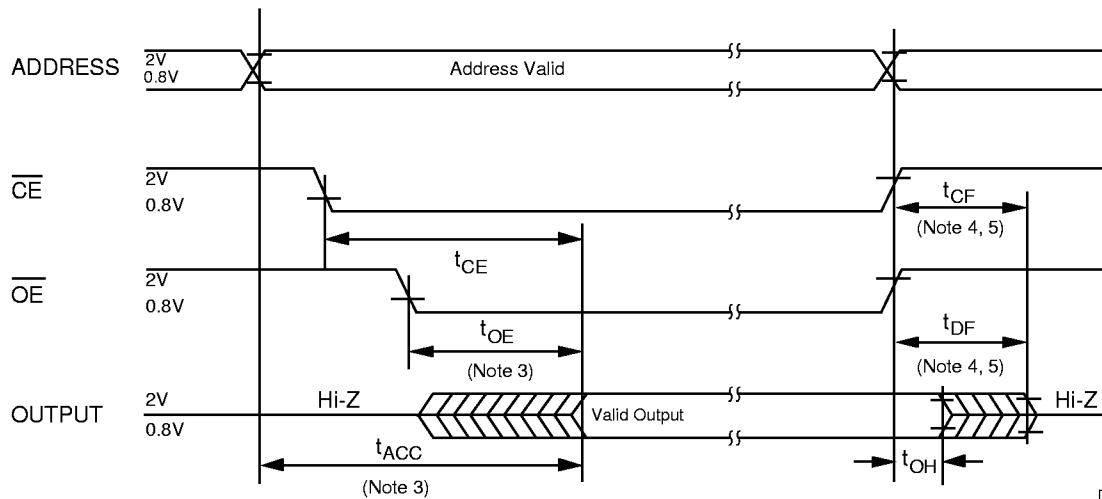 ADDRESS
2V
0.8V
Address Valid
CE
2V
0.8V
tCF
(Note 4, 5)
tCE
OE
2V
0.8V
tOE
(Note 3)
tDF
(Note 4, 5)
OUTPUT
2V
0.8V
Hi-Z
Valid Output
Hi-Z
tACC
(Note 3)
tOH